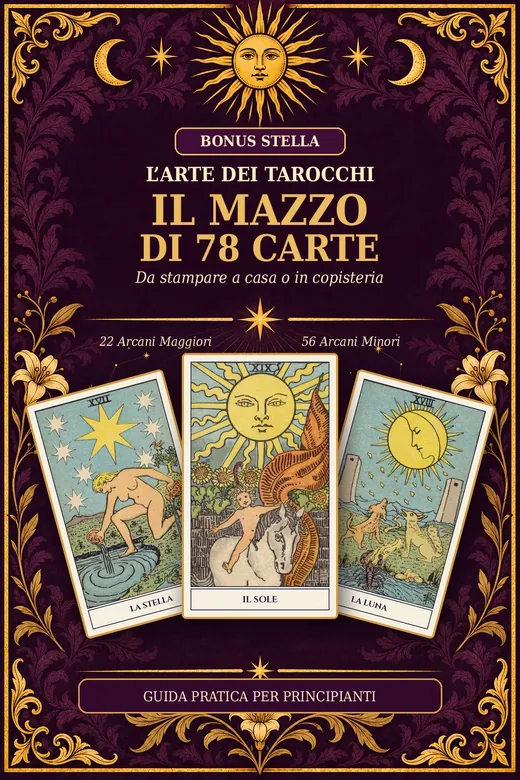 BONUS STELLA
L'ARTE DEI TAROCCHI
IL MAZZO
DI 78 CARTE
Da stampare a casa o in copisteria
22 Arcani Maggiori
56 Arcani Minori
XVII
XIX
XVIII
LA STELLA
IL SOLE
LA LUNA
GUIDA PRATICA PER PRINCIPIANTI